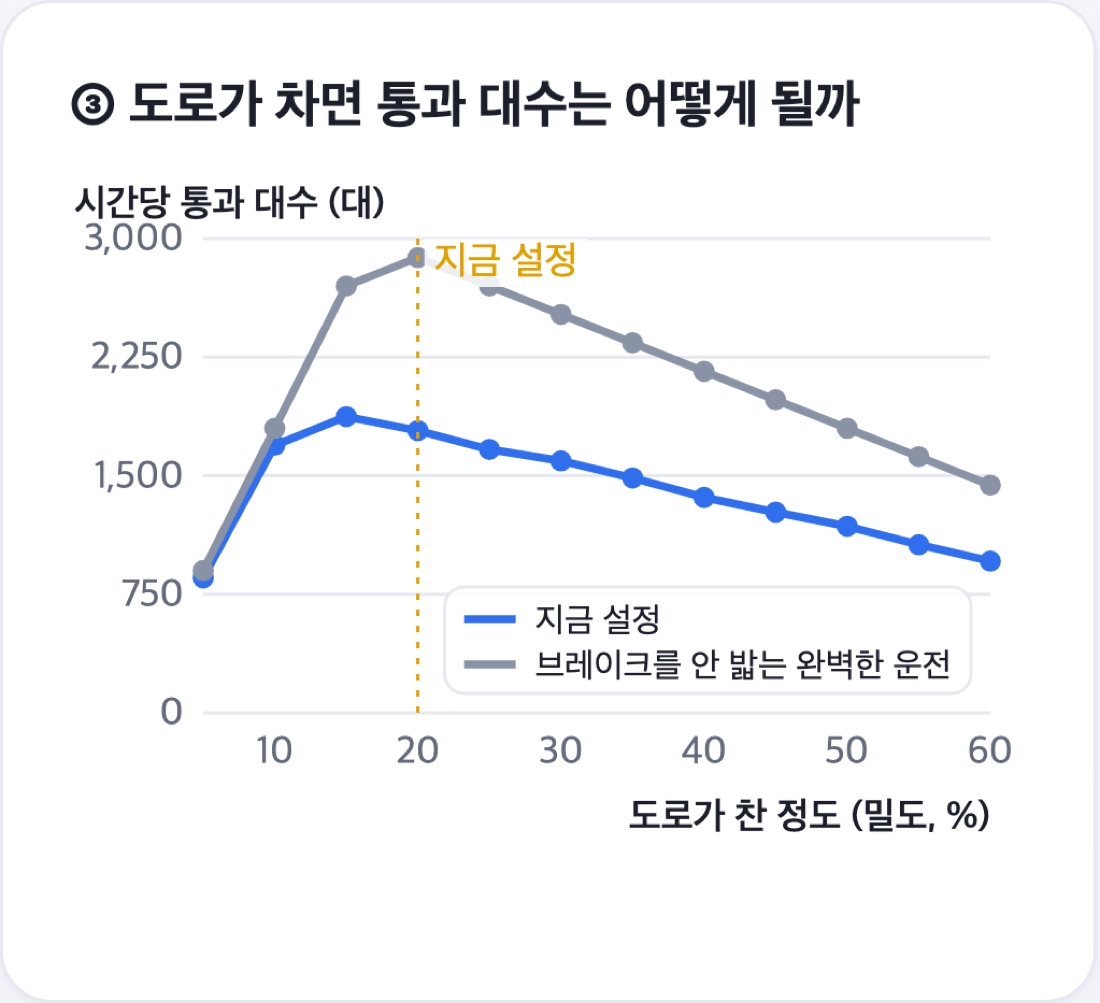 ③ 도로가 차면 통과 대수는 어떻게 될까
시간당 통과 대수 (대)
3,000
지금 설정
2,250
1,500
750
지금 설정
브레이크를 안 밟는 완벽한 운전
0
10 20 30 40 50 60
도로가 찬 정도 (밀도, %)